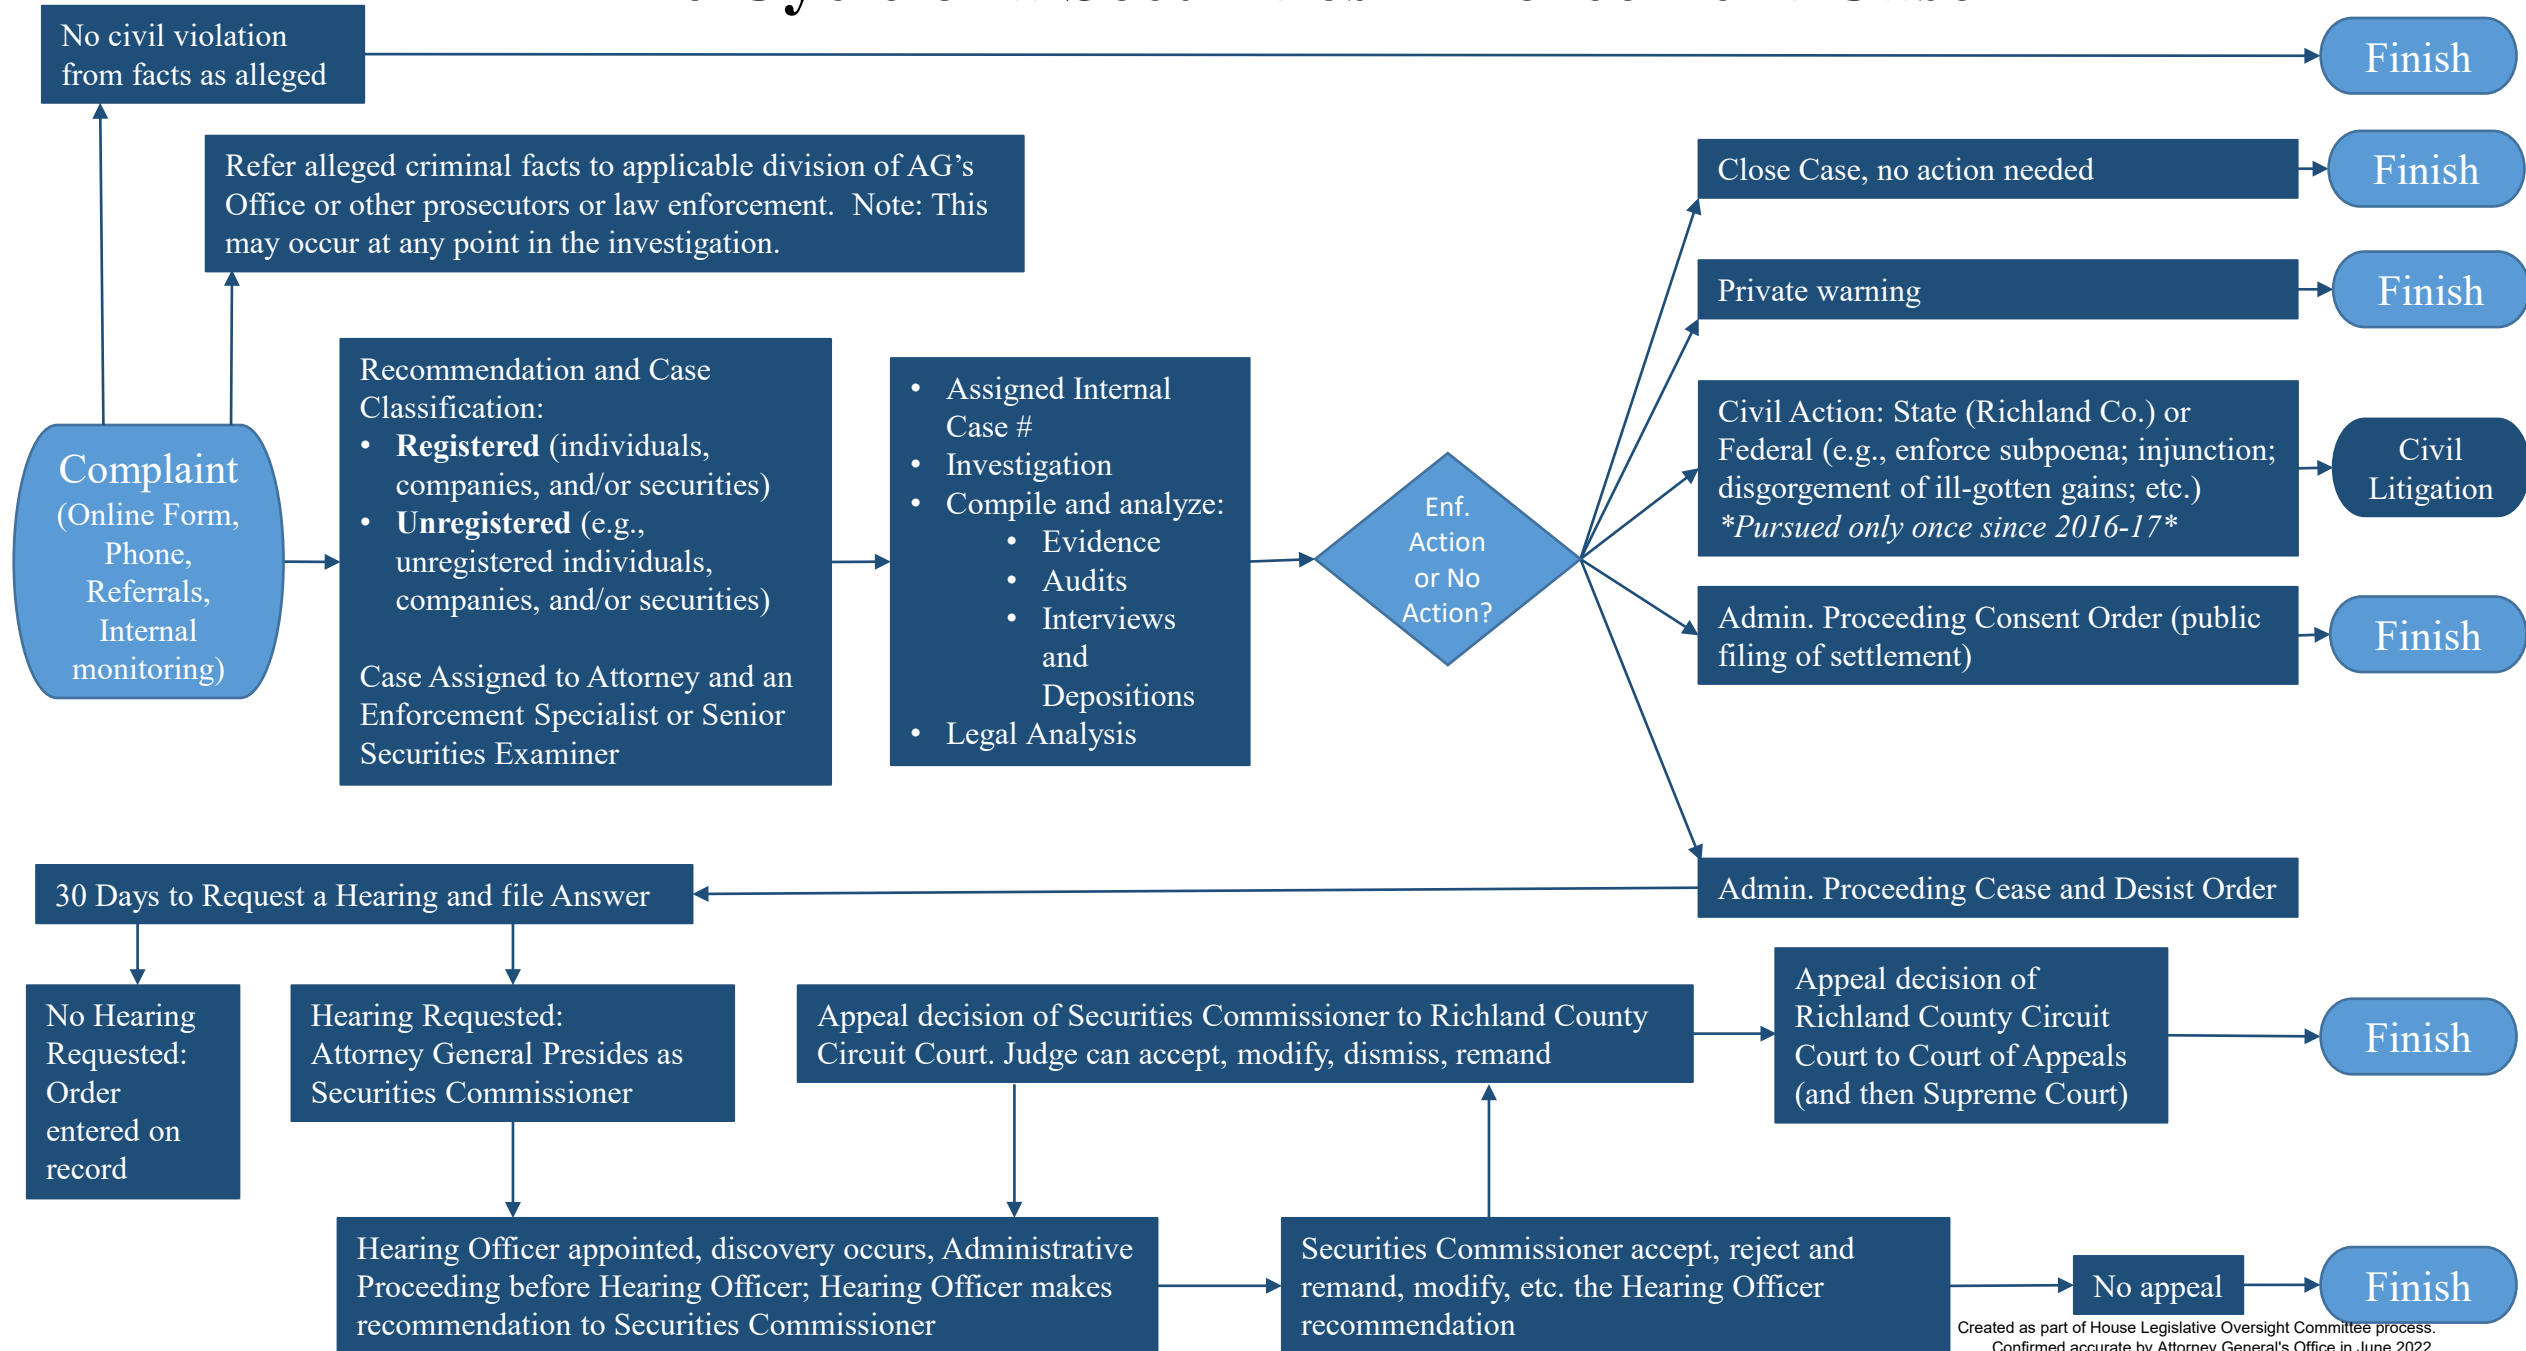 No civil violation
from facts as alleged
Finish
Refer alleged criminal facts to applicable division of AG’s
Office or other prosecutors or law enforcement.  Note: This
may occur at any point in the investigation.
Close Case, no action needed
Finish
Private warning
Finish
Complaint
(Online Form,
Phone,
Referrals,
Internal
monitoring)
Recommendation and Case
Classification:
• Registered (individuals,
companies, and/or securities)
• Unregistered (e.g.,
unregistered individuals,
companies, and/or securities)
Case Assigned to Attorney and an
Enforcement Specialist or Senior
Securities Examiner
• Assigned Internal
Case #
• Investigation
• Compile and analyze:
• Evidence
• Audits
• Interviews
and
Depositions
• Legal Analysis
Enf.
Action
or No
Action?
Civil Action: State (Richland Co.) or
Federal (e.g., enforce subpoena; injunction;
disgorgement of ill-gotten gains; etc.)
*Pursued only once since 2016-17*
Civil
Litigation
Admin. Proceeding Consent Order (public
filing of settlement)
Finish
Admin. Proceeding Cease and Desist Order
30 Days to Request a Hearing and file Answer
No Hearing
Requested:
Order
entered on
record
Hearing Requested:
Attorney General Presides as
Securities Commissioner
Appeal decision of Securities Commissioner to Richland County
Circuit Court. Judge can accept, modify, dismiss, remand
Appeal decision of
Richland County Circuit
Court to Court of Appeals
(and then Supreme Court)
Finish
Hearing Officer appointed, discovery occurs, Administrative
Proceeding before Hearing Officer; Hearing Officer makes
recommendation to Securities Commissioner
Securities Commissioner accept, reject and
remand, modify, etc. the Hearing Officer
recommendation
No appeal
Finish
Created as part of House Legislative Oversight Committee process.
Confirmed accurate by Attorney General's Office in June 2022